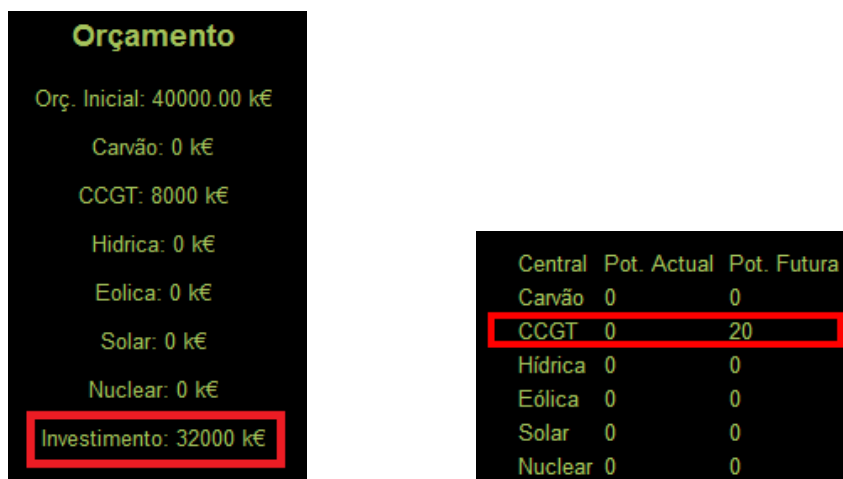 Orçamento
Orç. Inicial: 40000.00 k€
Carvão: 0 k€
CCGT: 8000 k€
Hidrica: 0 k€
Eolica: 0 k€
Solar: 0 k€
Nuclear: 0 k€
Investimento: 32000 k€
Central Pot. Actual Pot. Futura
Carvão 0 0
CCGT 0 20
Hídrica 0 0
Eólica 0 0
Solar 0 0
Nuclear 0 0